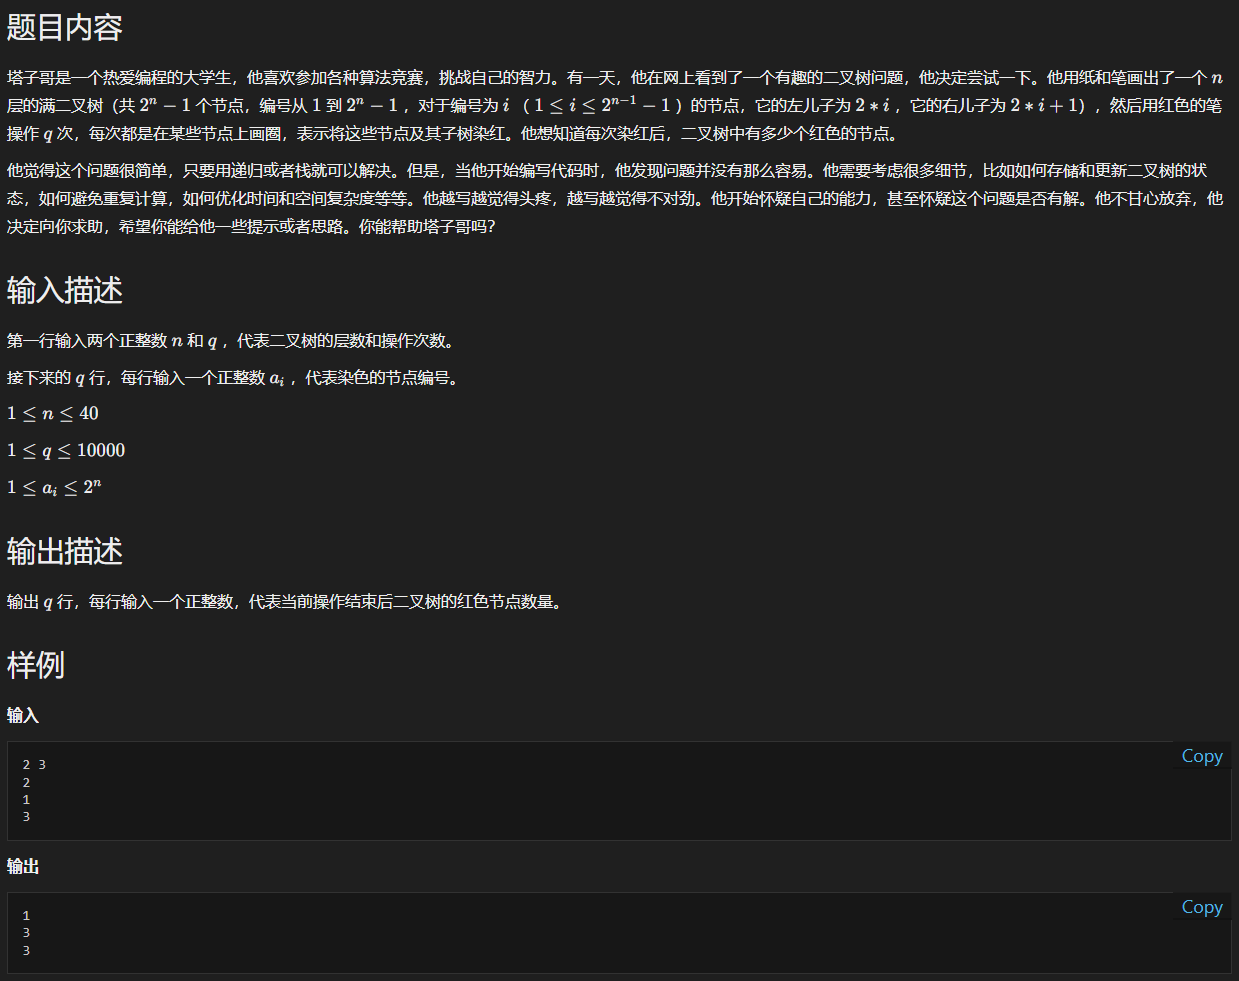 题目内容
塔子哥是一个热爱编程的大学生，他喜欢参加各种算法竞赛，挑战自己的智力。有一天，他在网上看到了一个有趣的二叉树问题，他决定尝试一下。他用纸和笔画出了一个 n
层的满二叉树（共 2^n − 1 个节点，编号从 1 到 2^n − 1 ，对于编号为 i （ 1 ≤ i ≤ 2^{n−1} − 1 ）的节点，它的左儿子为 2 * i ，它的右儿子为 2 * i + 1），然后用红色的笔
操作 q 次，每次都是在某些节点上画圈，表示将这些节点及其子树染红。他想知道每次染红后，二叉树中有多少个红色的节点。
他觉得这个问题很简单，只要用递归或者栈就可以解决。但是，当他开始编写代码时，他发现问题并没有那么容易。他需要考虑很多细节，比如如何存储和更新二叉树的状
态，如何避免重复计算，如何优化时间和空间复杂度等等。他越写越觉得头疼，越写越觉得不对劲。他开始怀疑自己的能力，甚至怀疑这个问题是否有解。他不甘心放弃，他
决定向你求助，希望你能给他一些提示或者思路。你能帮助塔子哥吗？
输入描述
第一行输入两个正整数 n 和 q ，代表二叉树的层数和操作次数。
接下来的 q 行，每行输入一个正整数 a_i ，代表染色的节点编号。
1 ≤ n ≤ 40
1 ≤ q ≤ 10000
1 ≤ a_i ≤ 2^n
输出描述
输出 q 行，每行输入一个正整数，代表当前操作结束后二叉树的红色节点数量。
样例
输入
Copy
2 3
2
1
3
输出
Copy
1
3
3